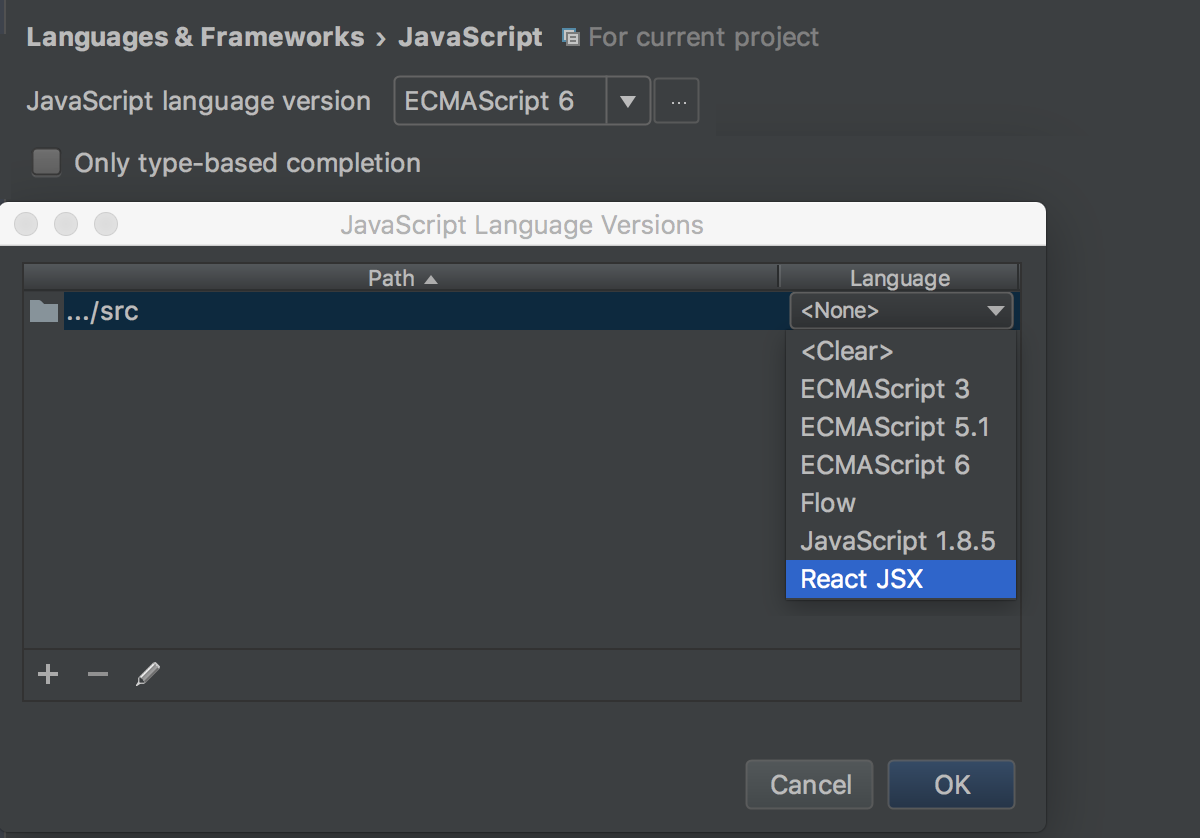 Languages & Frameworks › JavaScript For current project
JavaScript language version ECMAScript 6 ...
Only type-based completion
JavaScript Language Versions
Path Language
.../src <None>
<Clear>
ECMAScript 3
ECMAScript 5.1
ECMAScript 6
Flow
JavaScript 1.8.5
React JSX
Cancel OK